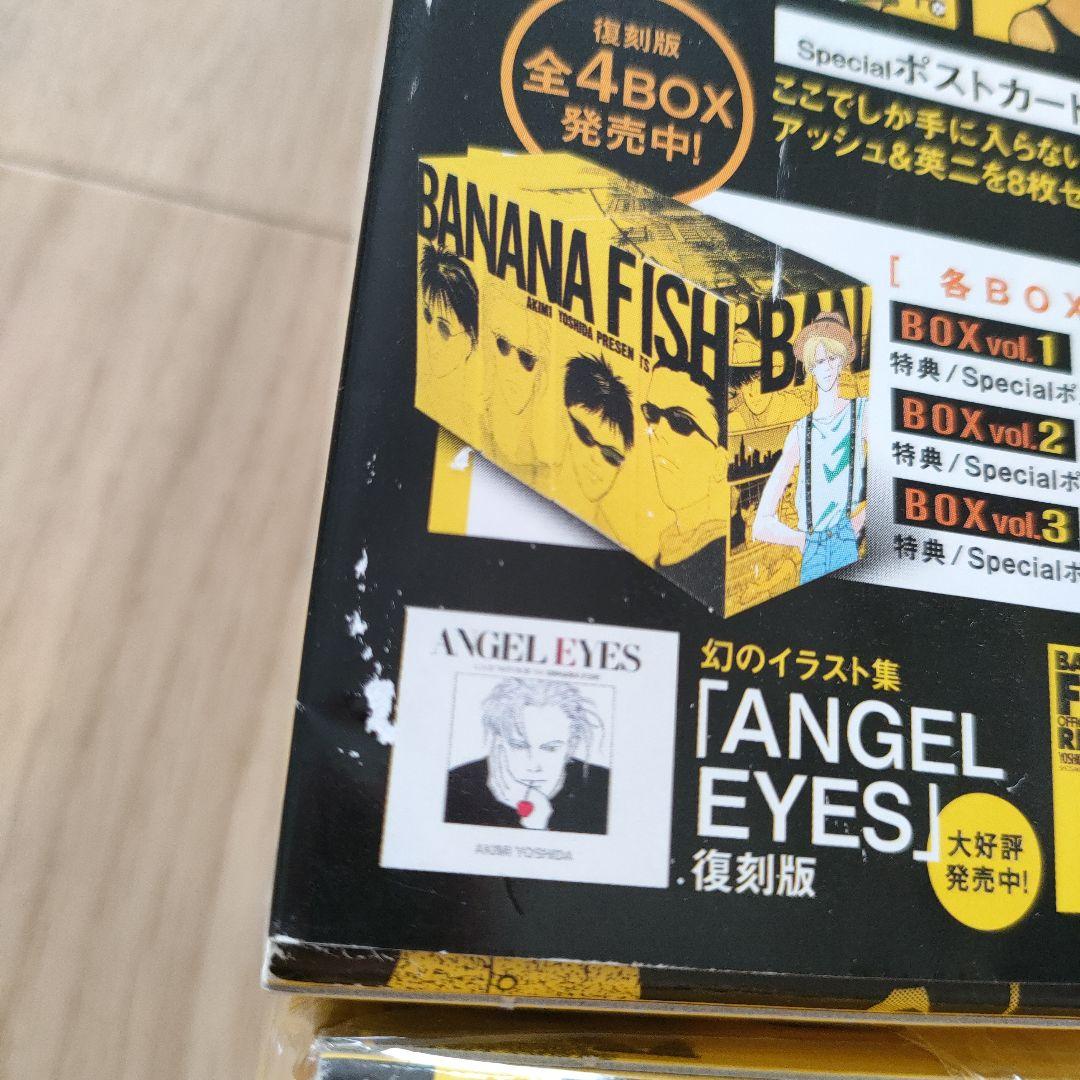 復刻版
全4BOX
発売中!
Specialポストカード
ここでしか手に入らない
アッシュ&英二を8枚セ
BANANA FISH
AKIMI YOSHIDA PRESENTS
BAN
[ 各BOX
BOX vol.1
特典/Specialポ
BOX vol.2
特典/Specialポ
BOX vol.3
特典/Specialポ
ANGEL EYES
AKIMI YOSHIDA
幻のイラスト集
「ANGEL
EYES」
復刻版
大好評
発売中!
BA
F
OFFI
RE
YOSHI